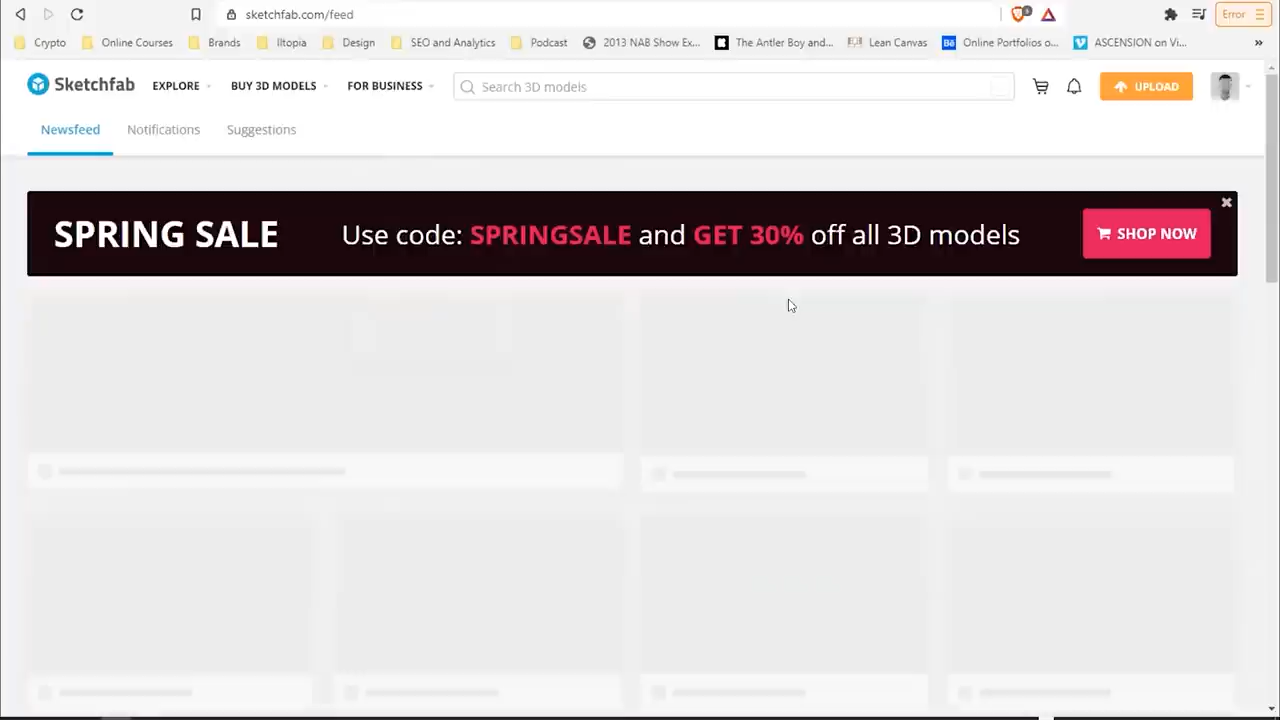 sketchfab.com/feed
Error
Crypto Online Courses Brands Iltopia Design SEO and Analytics Podcast 2013 NAB Show Ex... The Antler Boy and... Lean Canvas Online Portfolios o... ASCENSION on Vi... »
Sketchfab EXPLORE BUY 3D MODELS FOR BUSINESS Search 3D models UPLOAD
Newsfeed Notifications Suggestions
SPRING SALE Use code: SPRINGSALE and GET 30% off all 3D models SHOP NOW